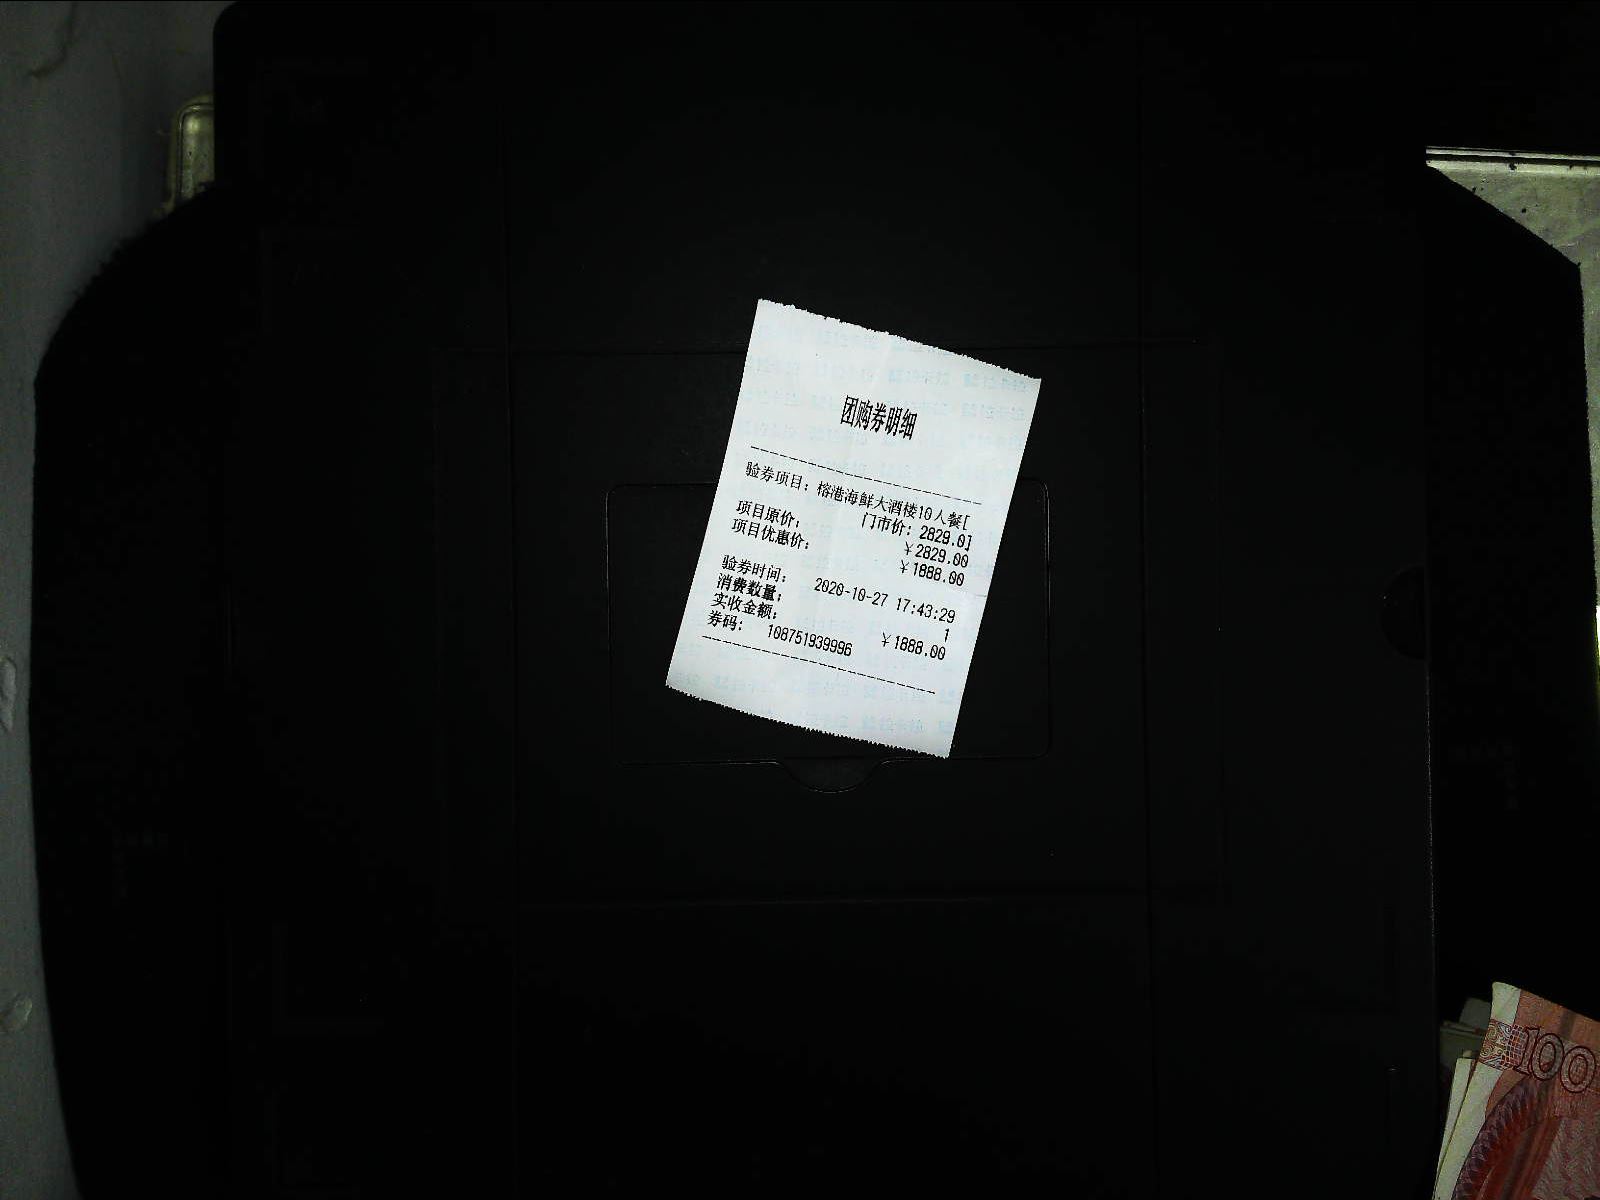 团购券明细
验券项目：榕港海鲜大酒楼10人餐[
门市价：2829.0]
项目原价： ￥2829.00
项目优惠价： ￥1888.00
验券时间： 2020-10-27 17:43:29
消费数量： 1
实收金额： ￥1888.00
券码： 108751939996
100